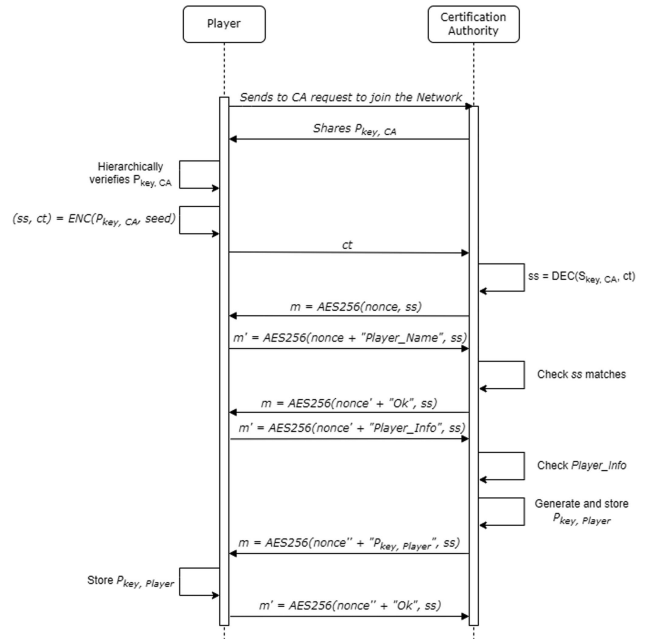 Player
Certification
Authority
Sends to CA request to join the Network
Shares Pkey, CA
Hierarchically
veriefies Pkey, CA
(ss, ct) = ENC(Pkey, CA, seed)
ct
ss = DEC(Skey, CA, ct)
m = AES256(nonce, ss)
m' = AES256(nonce + "Player_Name", ss)
Check ss matches
m = AES256(nonce' + "Ok", ss)
m' = AES256(nonce' + "Player_Info", ss)
Check Player_Info
Generate and store
Pkey, Player
m = AES256(nonce'' + "Pkey, Player", ss)
Store Pkey, Player
m' = AES256(nonce'' + "Ok", ss)